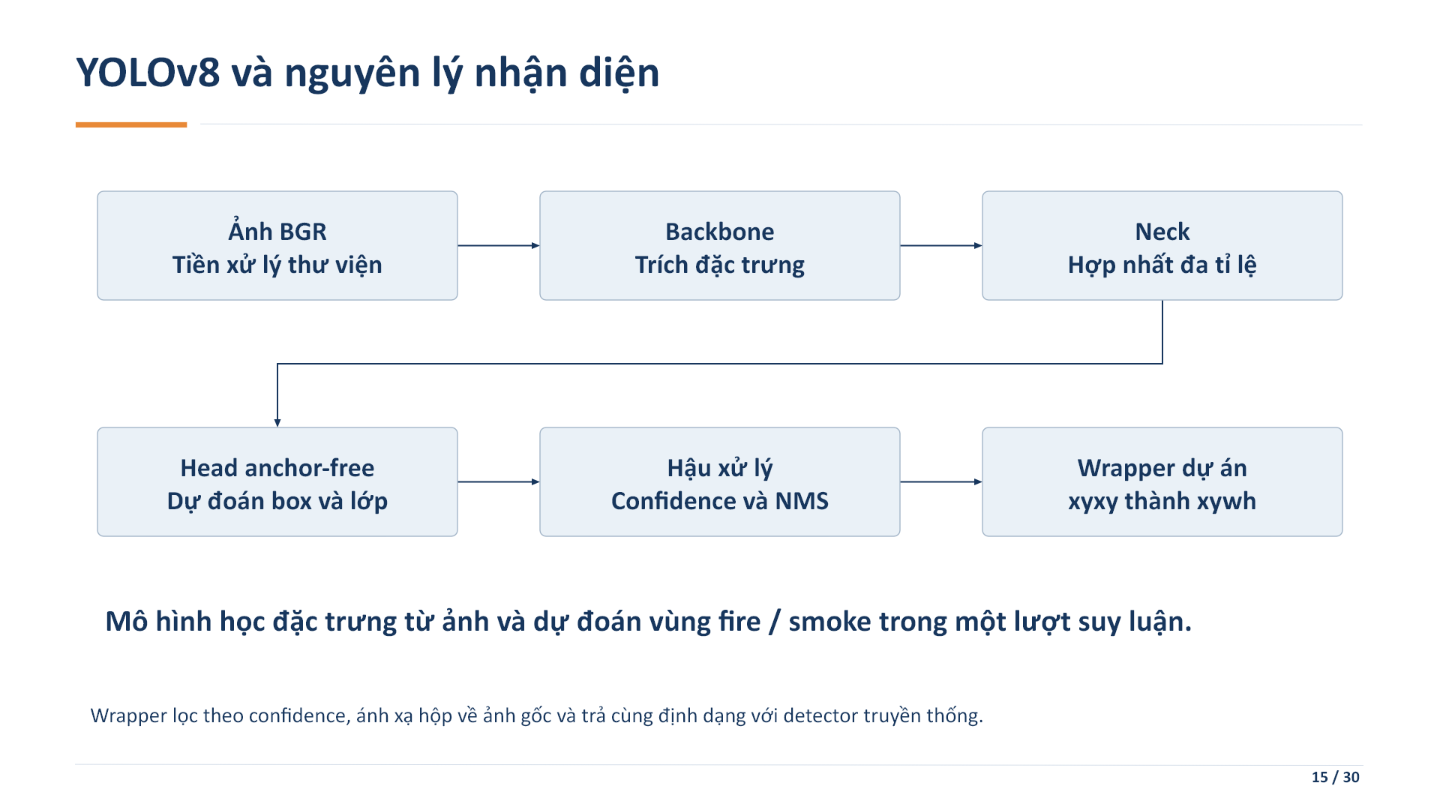 YOLOv8 và nguyên lý nhận diện
Ảnh BGR
Tiền xử lý thư viện
Backbone
Trích đặc trưng
Neck
Hợp nhất đa tỉ lệ
Head anchor-free
Dự đoán box và lớp
Hậu xử lý
Confidence và NMS
Wrapper dự án
xyxy thành xywh
Mô hình học đặc trưng từ ảnh và dự đoán vùng fire / smoke trong một lượt suy luận.
Wrapper lọc theo confidence, ánh xạ hộp về ảnh gốc và trả cùng định dạng với detector truyền thống.
15 / 30